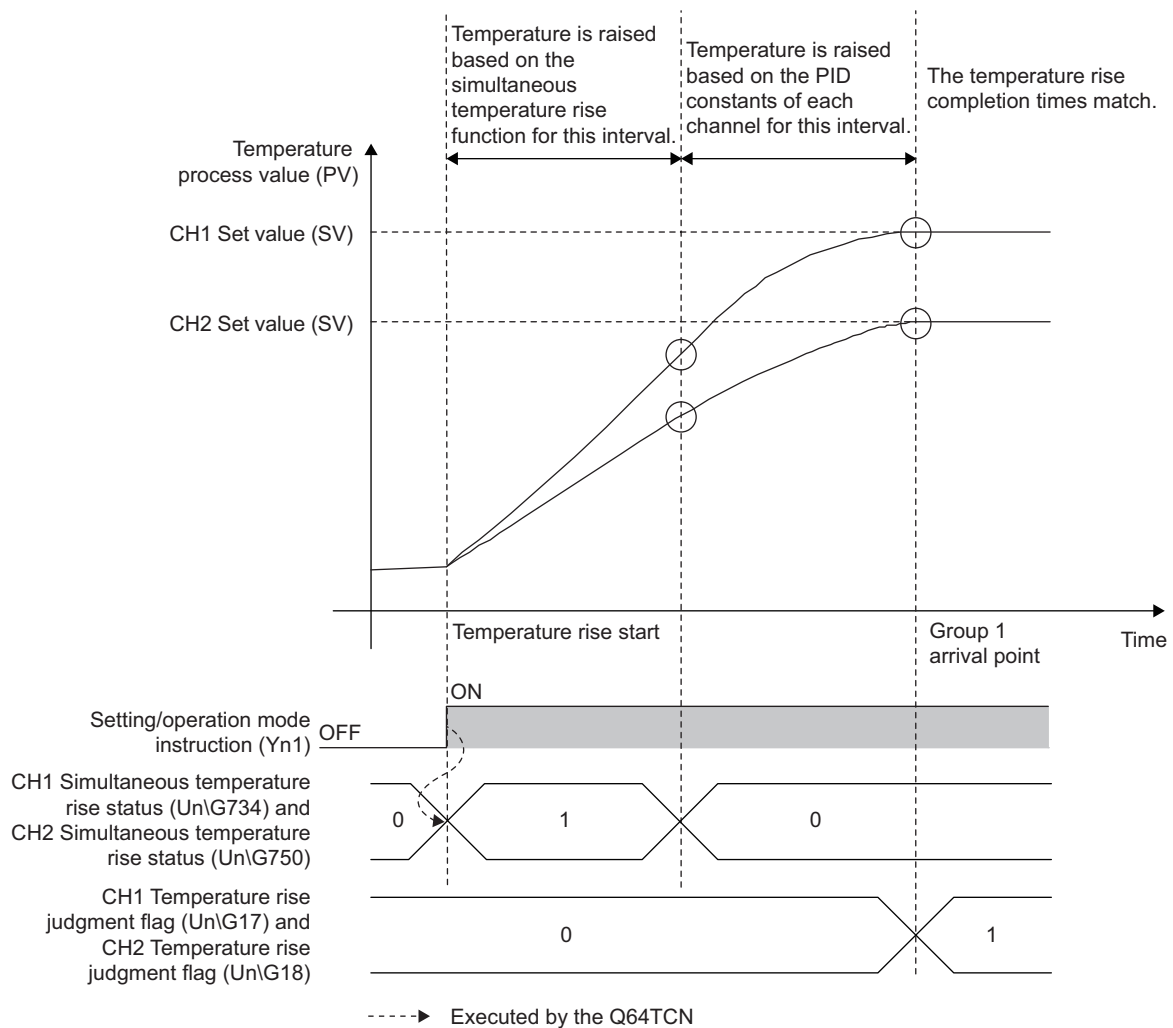 Temperature is raised
based on the
simultaneous
temperature rise
function for this interval.
Temperature is raised
based on the PID
constants of each
channel for this interval.
The temperature rise
completion times match.
Temperature
process value (PV)
CH1 Set value (SV)
CH2 Set value (SV)
Temperature rise start
Group 1
arrival point
Time
ON
Setting/operation mode
instruction (Yn1)
OFF
CH1 Simultaneous temperature
rise status (Un\G734) and
CH2 Simultaneous temperature
rise status (Un\G750)
0
1
0
CH1 Temperature rise
judgment flag (Un\G17) and
CH2 Temperature rise
judgment flag (Un\G18)
0
1
Executed by the Q64TCN